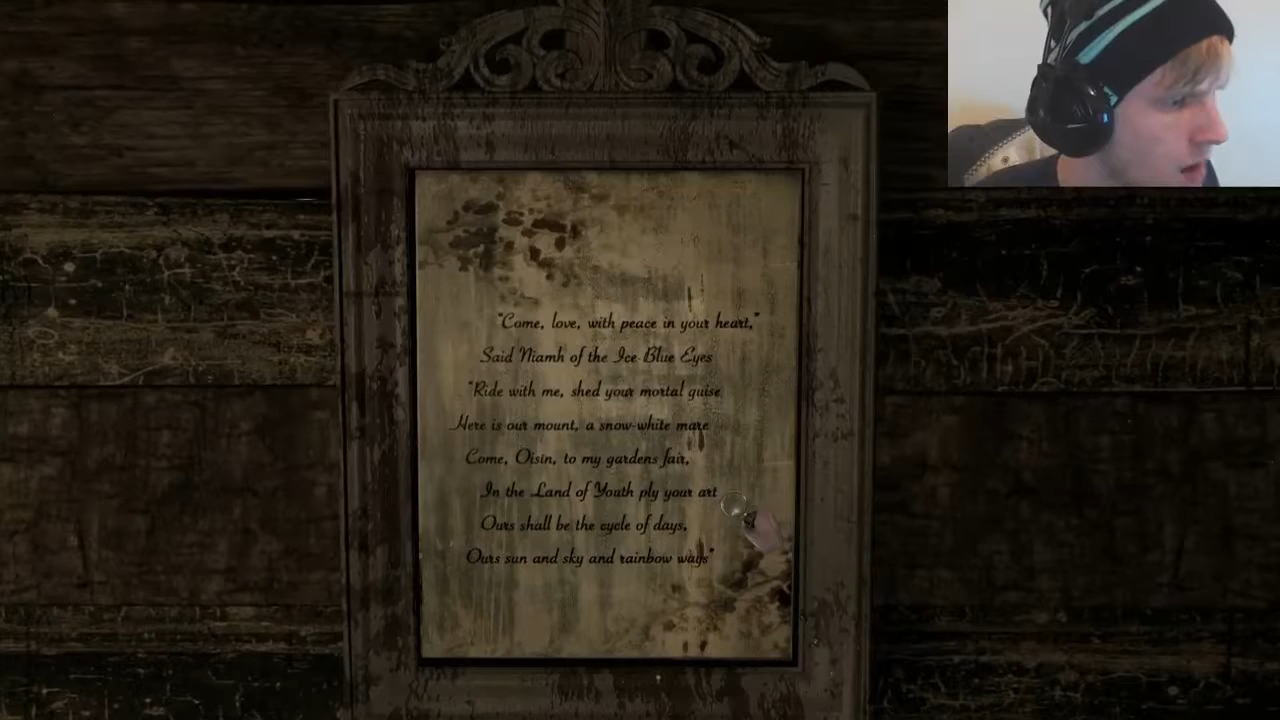 "Come, love, with peace in your heart,"
Said Niamh of the Ice Blue Eyes
"Ride with me, shed your mortal guise
Here is our mount, a snow-white mare
Come, Oisin, to my gardens fair,
In the Land of Youth ply your art
Ours shall be the cycle of days,
Ours sun and sky and rainbow ways"